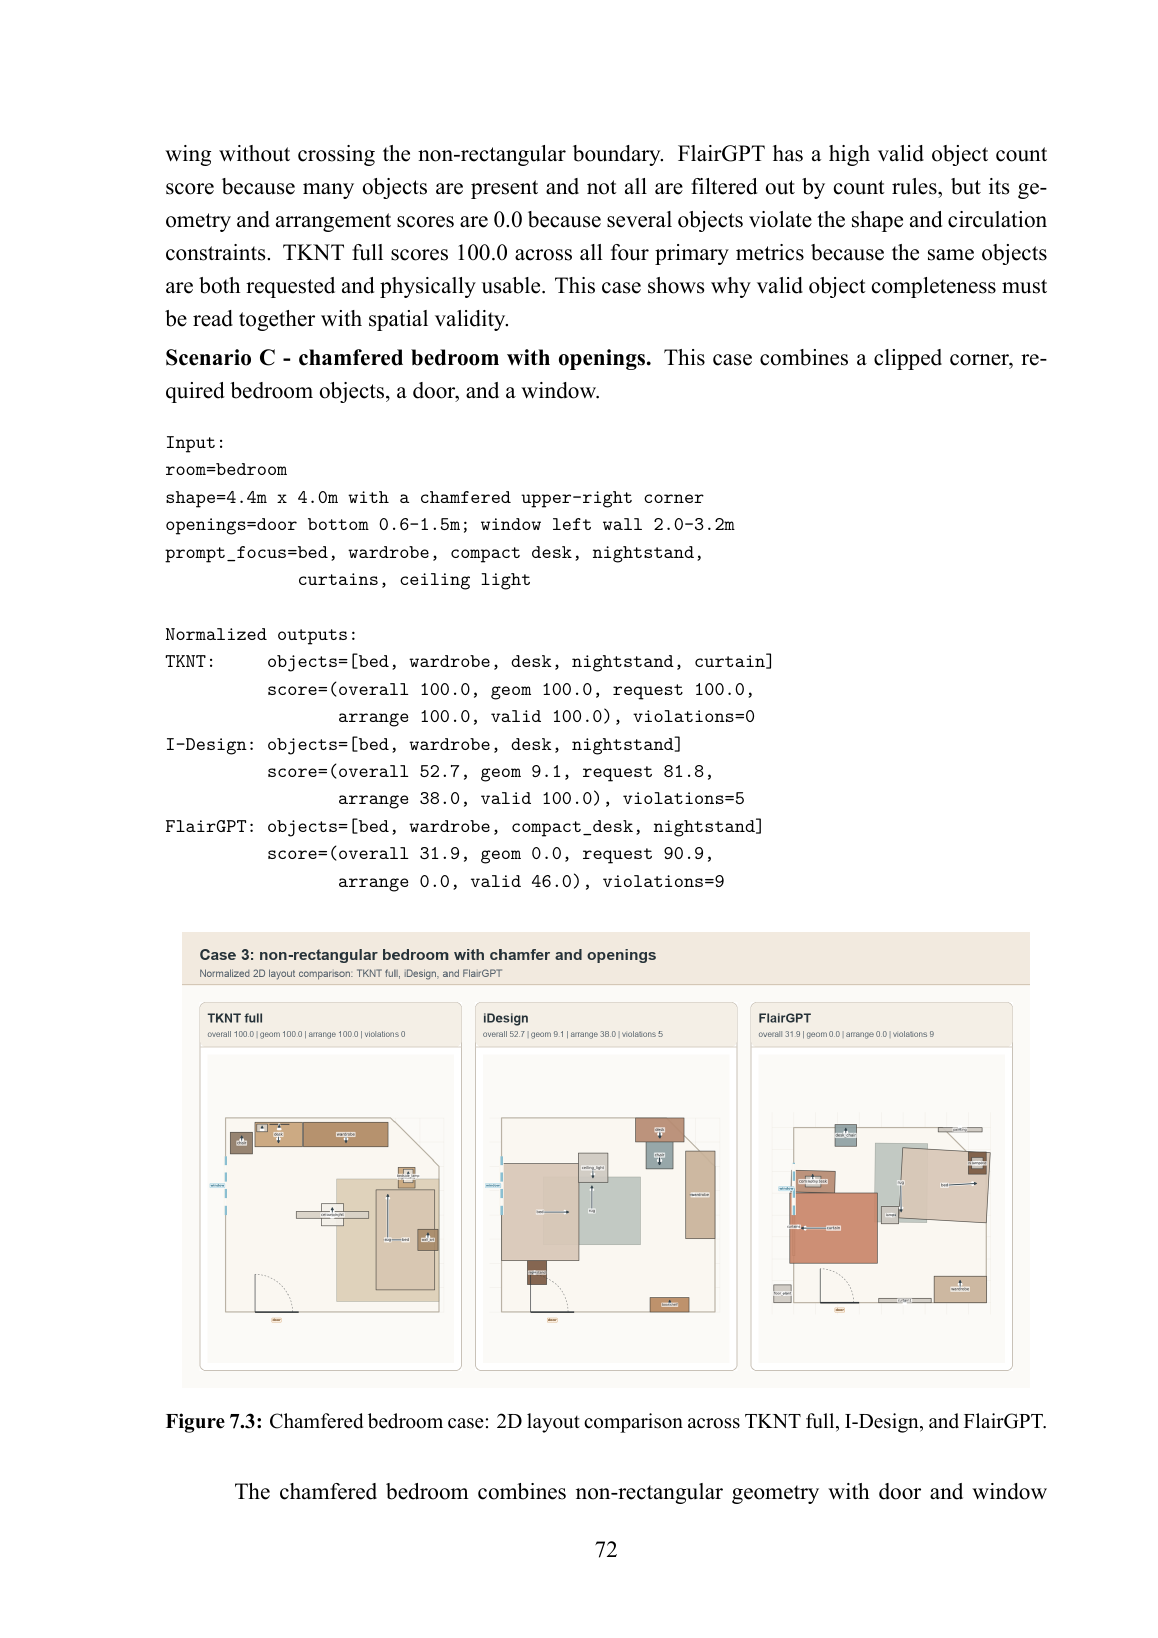 wing without crossing the non-rectangular boundary. FlairGPT has a high valid object count
score because many objects are present and not all are filtered out by count rules, but its ge-
ometry and arrangement scores are 0.0 because several objects violate the shape and circulation
constraints. TKNT full scores 100.0 across all four primary metrics because the same objects
are both requested and physically usable. This case shows why valid object completeness must
be read together with spatial validity.
Scenario C - chamfered bedroom with openings. This case combines a clipped corner, re-
quired bedroom objects, a door, and a window.
Input:
room=bedroom
shape=4.4m x 4.0m with a chamfered upper-right corner
openings=door bottom 0.6-1.5m; window left wall 2.0-3.2m
prompt_focus=bed, wardrobe, compact desk, nightstand,
curtains, ceiling light
Normalized outputs:
TKNT: objects=[bed, wardrobe, desk, nightstand, curtain]
score=(overall 100.0, geom 100.0, request 100.0,
arrange 100.0, valid 100.0), violations=0
I-Design: objects=[bed, wardrobe, desk, nightstand]
score=(overall 52.7, geom 9.1, request 81.8,
arrange 38.0, valid 100.0), violations=5
FlairGPT: objects=[bed, wardrobe, compact_desk, nightstand]
score=(overall 31.9, geom 0.0, request 90.9,
arrange 0.0, valid 46.0), violations=9
Case 3: non-rectangular bedroom with chamfer and openings
Normalized 2D layout comparison: TKNT full, iDesign, and FlairGPT
TKNT full
overall 100.0 | geom 100.0 | arrange 100.0 | violations 0
wardrobe
window
door
iDesign
overall 52.7 | geom 9.1 | arrange 38.0 | violations 5
ceiling_light
window
bed
rug
wardrobe
door
FlairGPT
overall 31.9 | geom 0.0 | arrange 0.0 | violations 9
desk_chair
window
bed
rug
wardrobe
door
Figure 7.3: Chamfered bedroom case: 2D layout comparison across TKNT full, I-Design, and FlairGPT.
The chamfered bedroom combines non-rectangular geometry with door and window
72